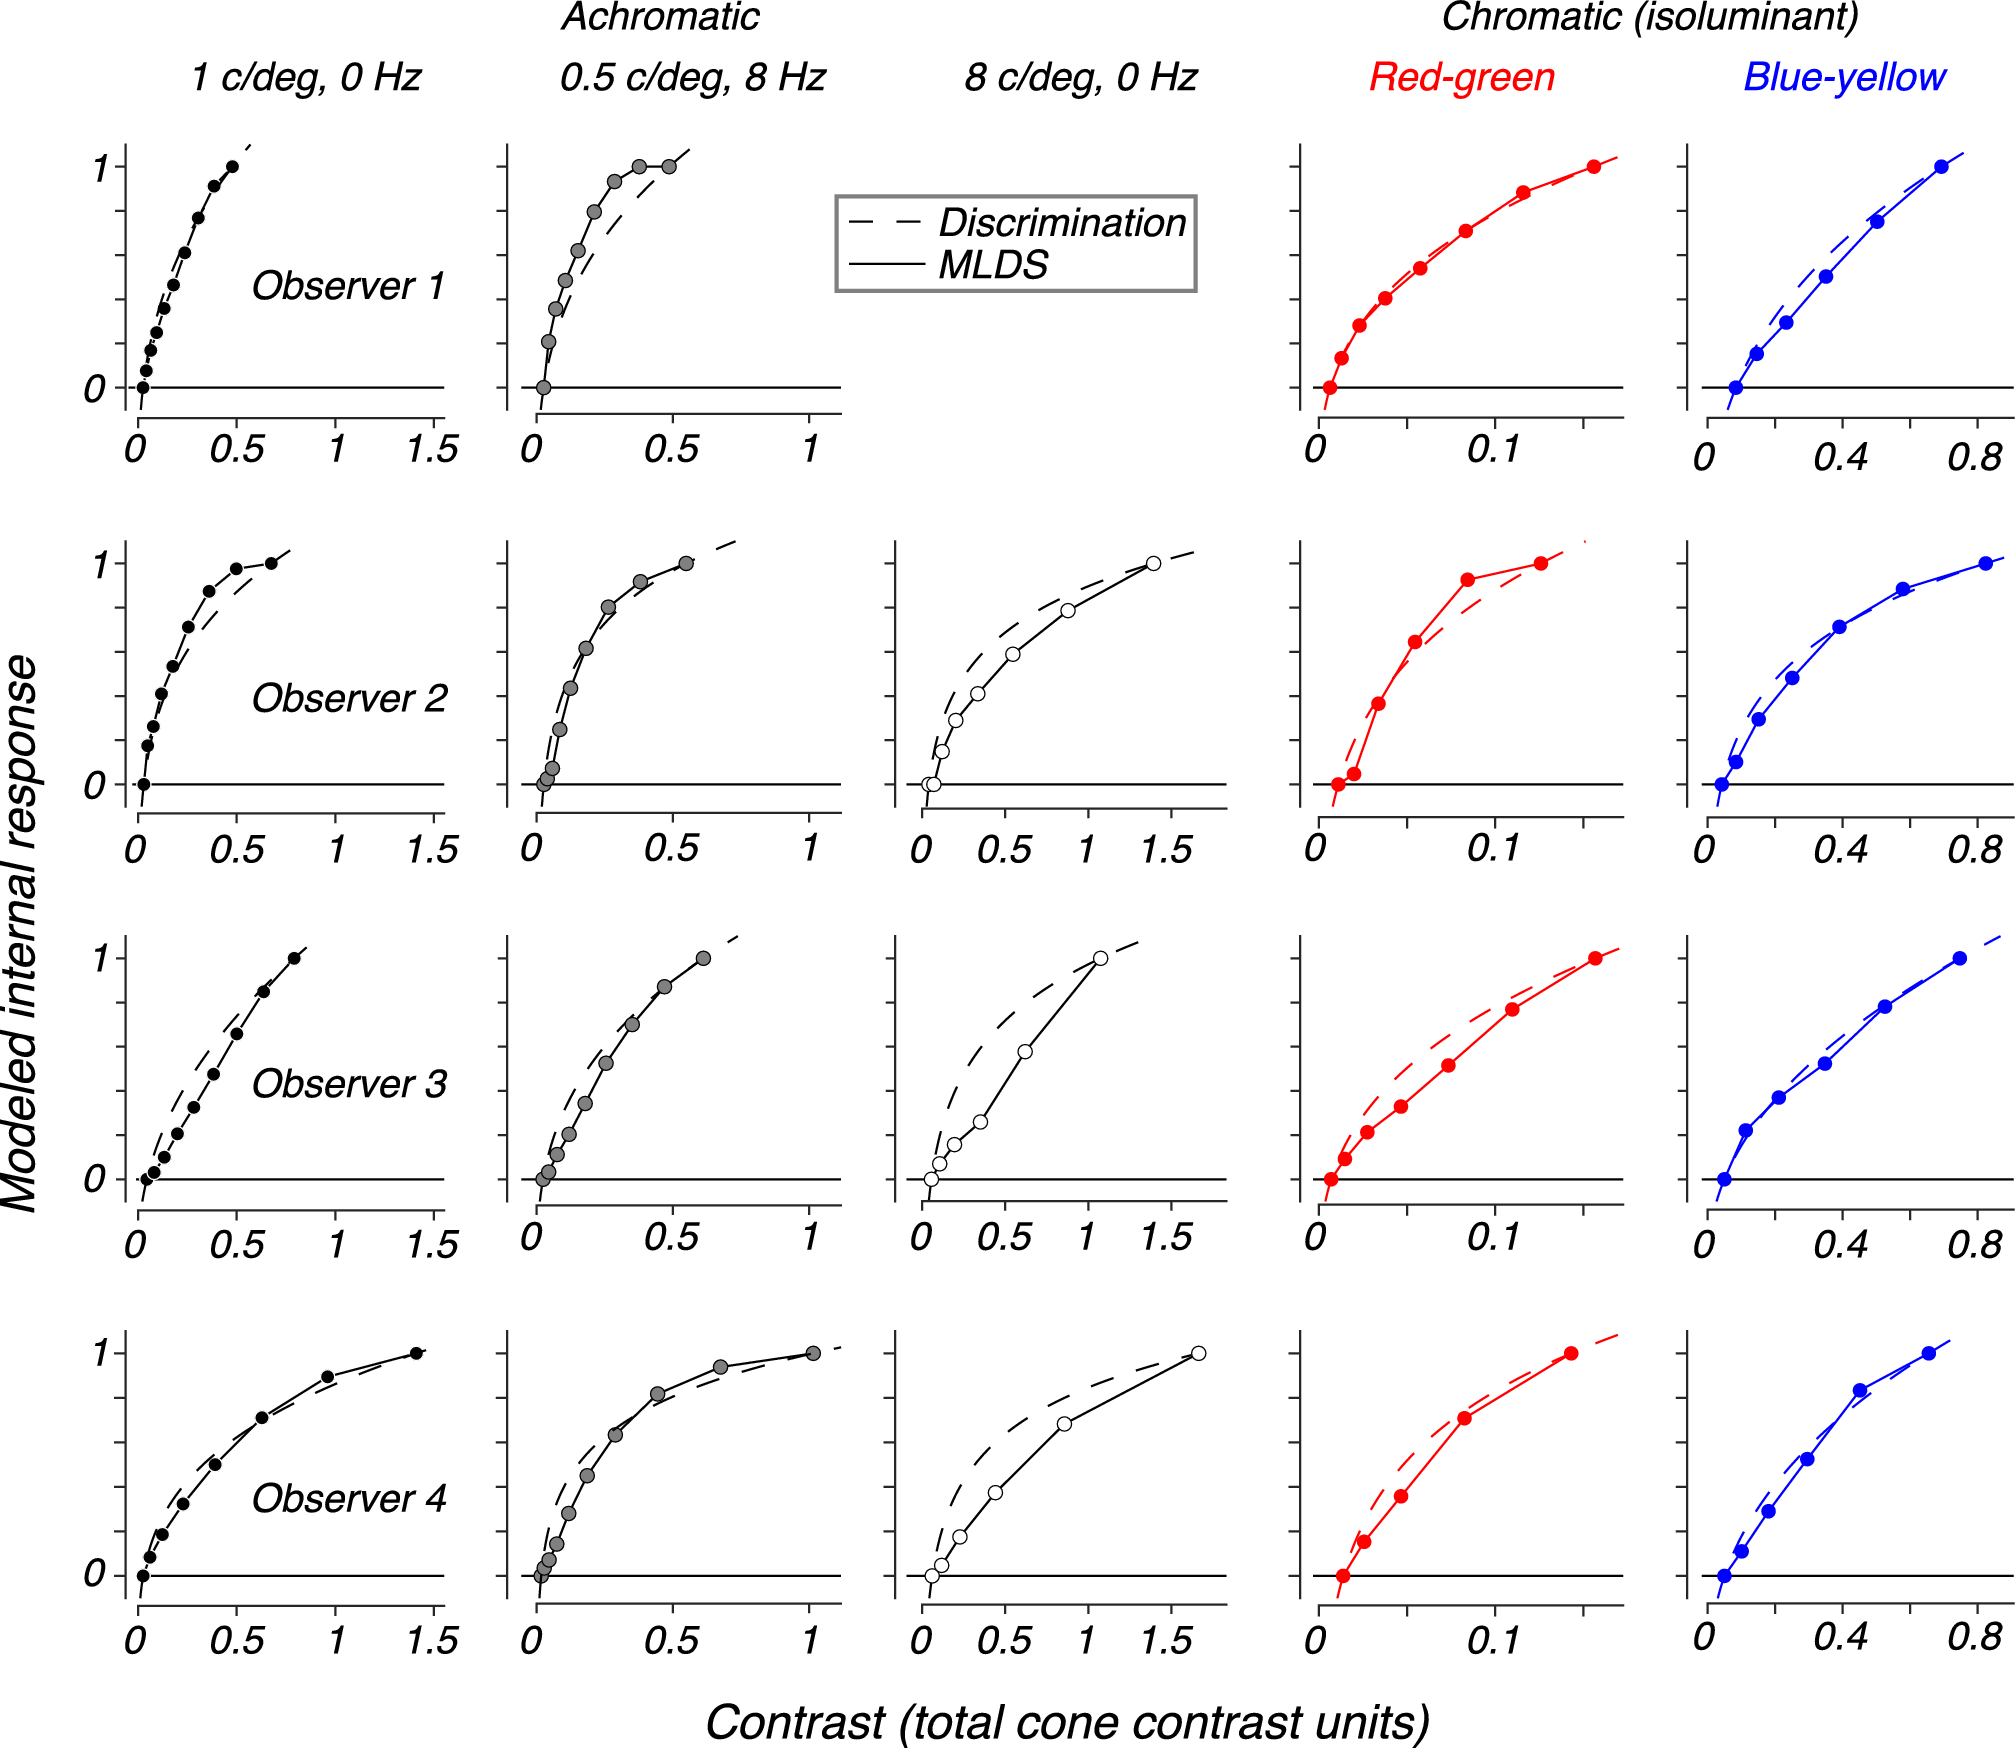 Achromatic
Chromatic (isoluminant)
1 c/deg, 0 Hz
0.5 c/deg, 8 Hz
8 c/deg, 0 Hz
Red-green
Blue-yellow
Discrimination
MLDS
1
0
Observer 1
0 0.5 1 1.5
0 0.5 1
0 0.1
0 0.4 0.8
1
0
Observer 2
0 0.5 1 1.5
0 0.5 1
0 0.5 1 1.5
0 0.1
0 0.4 0.8
1
0
Observer 3
0 0.5 1 1.5
0 0.5 1
0 0.5 1 1.5
0 0.1
0 0.4 0.8
1
0
Observer 4
0 0.5 1 1.5
0 0.5 1
0 0.5 1 1.5
0 0.1
0 0.4 0.8
Modeled internal response
Contrast (total cone contrast units)